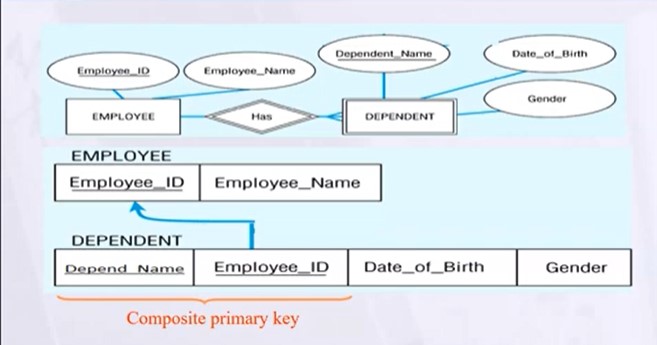 Dependent_Name
Date_of_Birth
Employee_ID
Employee_Name
Gender
EMPLOYEE
Has
DEPENDENT
EMPLOYEE
Employee_ID
Employee_Name
DEPENDENT
Depend_Name
Employee_ID
Date_of_Birth
Gender
Composite primary key